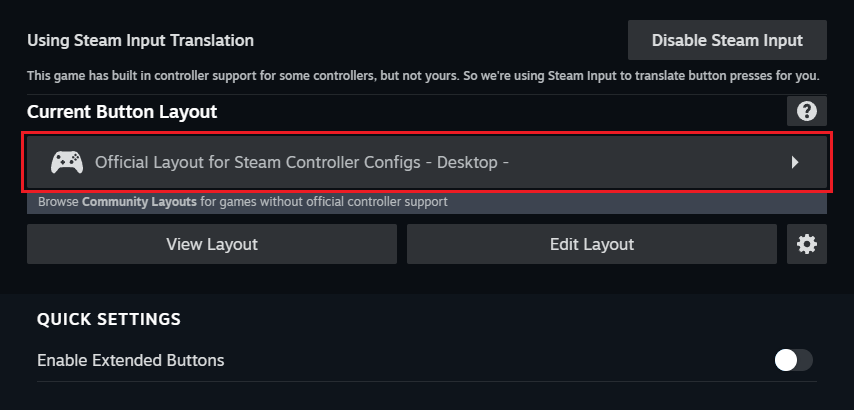 Using Steam Input Translation
Disable Steam Input
This game has built in controller support for some controllers, but not yours. So we're using Steam Input to translate button presses for you.
Current Button Layout
Official Layout for Steam Controller Configs - Desktop -
Browse Community Layouts for games without official controller support
View Layout
Edit Layout
QUICK SETTINGS
Enable Extended Buttons